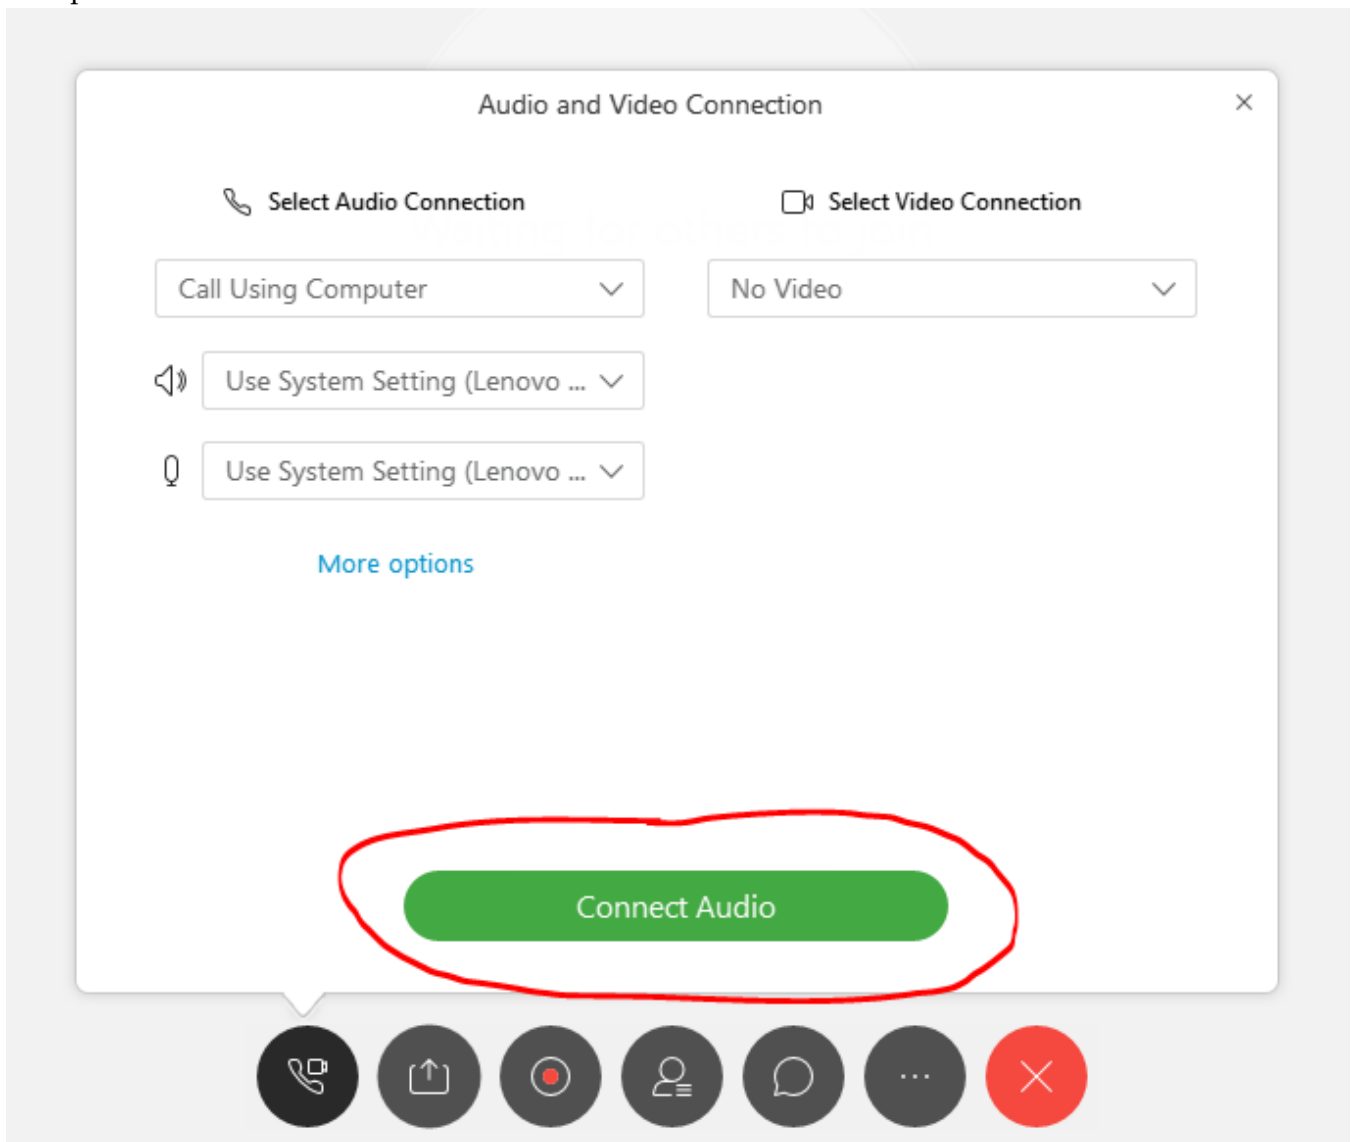 Audio and Video Connection
Select Audio Connection
Select Video Connection
Call Using Computer
No Video
Use System Setting (Lenovo ...
Use System Setting (Lenovo ...
More options
Connect Audio